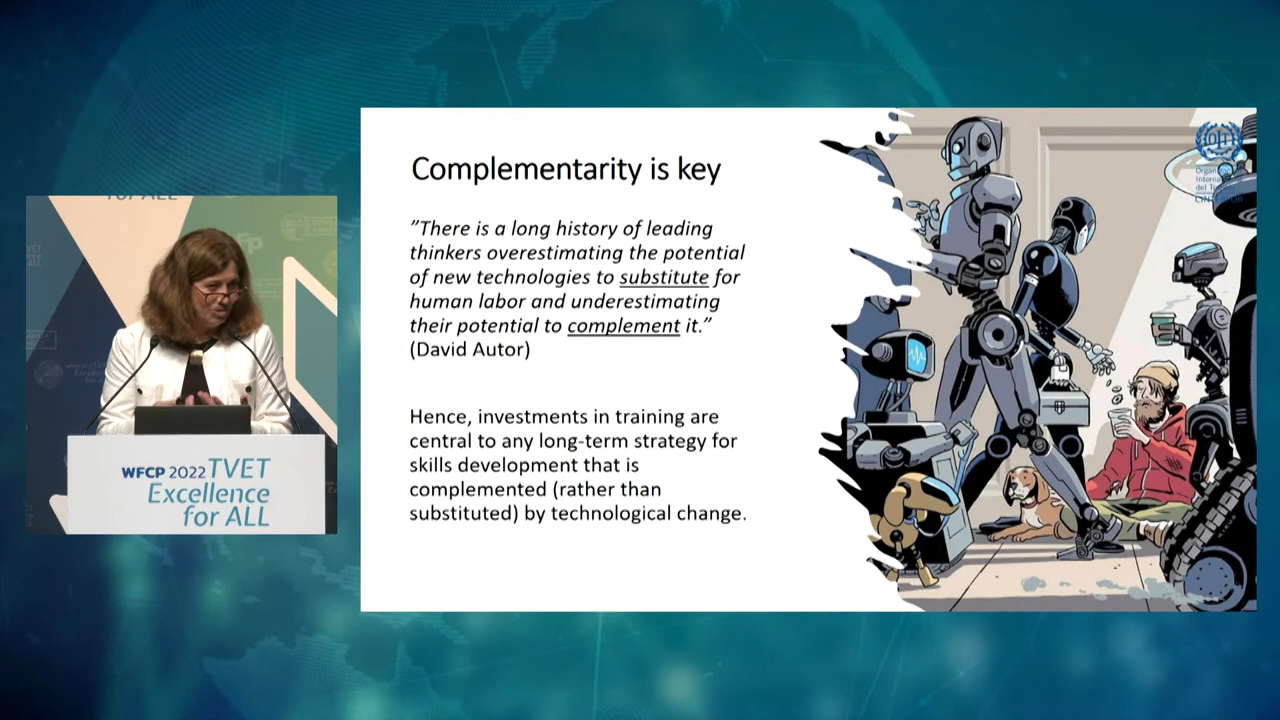 Complementarity is key
”There is a long history of leading
thinkers overestimating the potential
of new technologies to substitute for
human labor and underestimating
their potential to complement it.”
(David Autor)
Hence, investments in training are
central to any long-term strategy for
skills development that is
complemented (rather than
substituted) by technological change.
WFCP 2022 TVET
Excellence
for ALL
for ALL